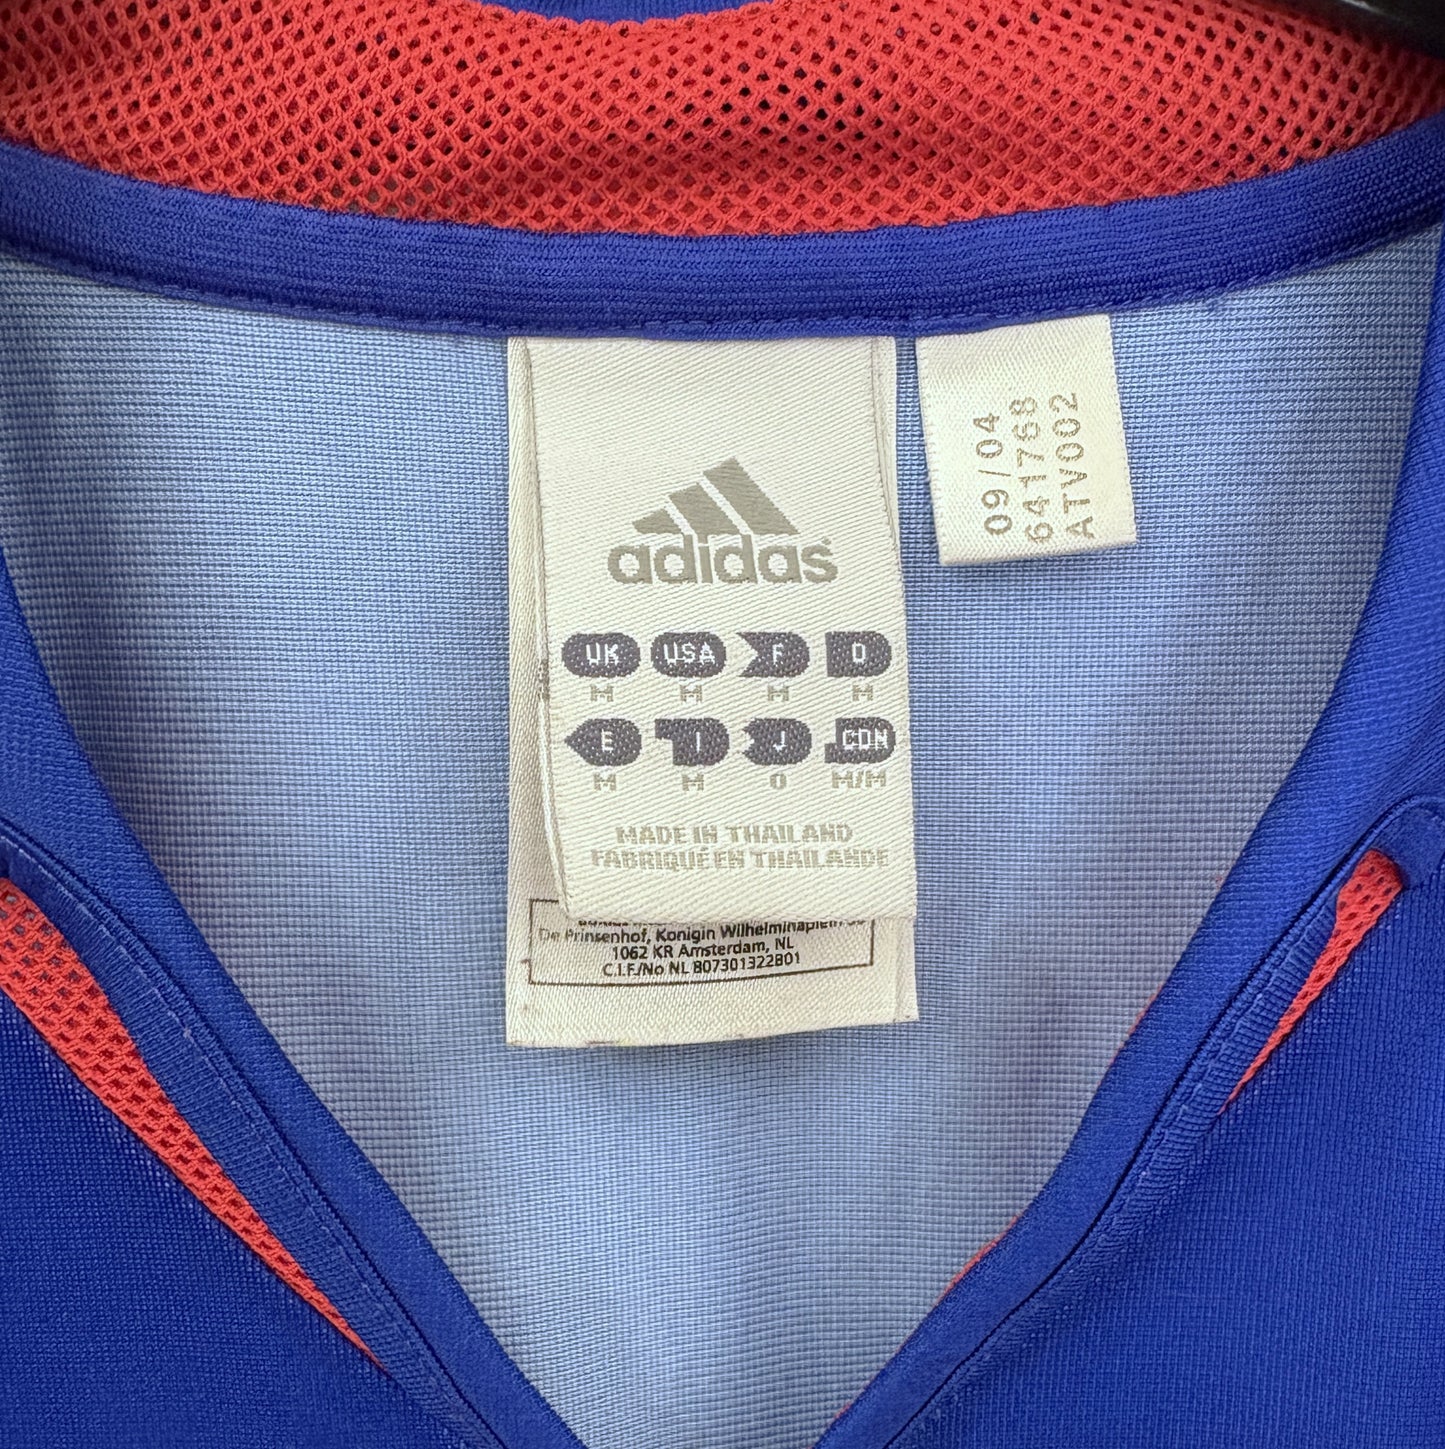 adidas
UK USA F D
M M M M
E I J CDN
M M O M/M
MADE IN THAILAND
FABRIQUÉ EN THAÏLANDE
De Prinsenhof, Konigin Wilhelminaplein
1062 KR Amsterdam, NL
C.I.F./No NL 807301322B01
09/04
641768
ATV002